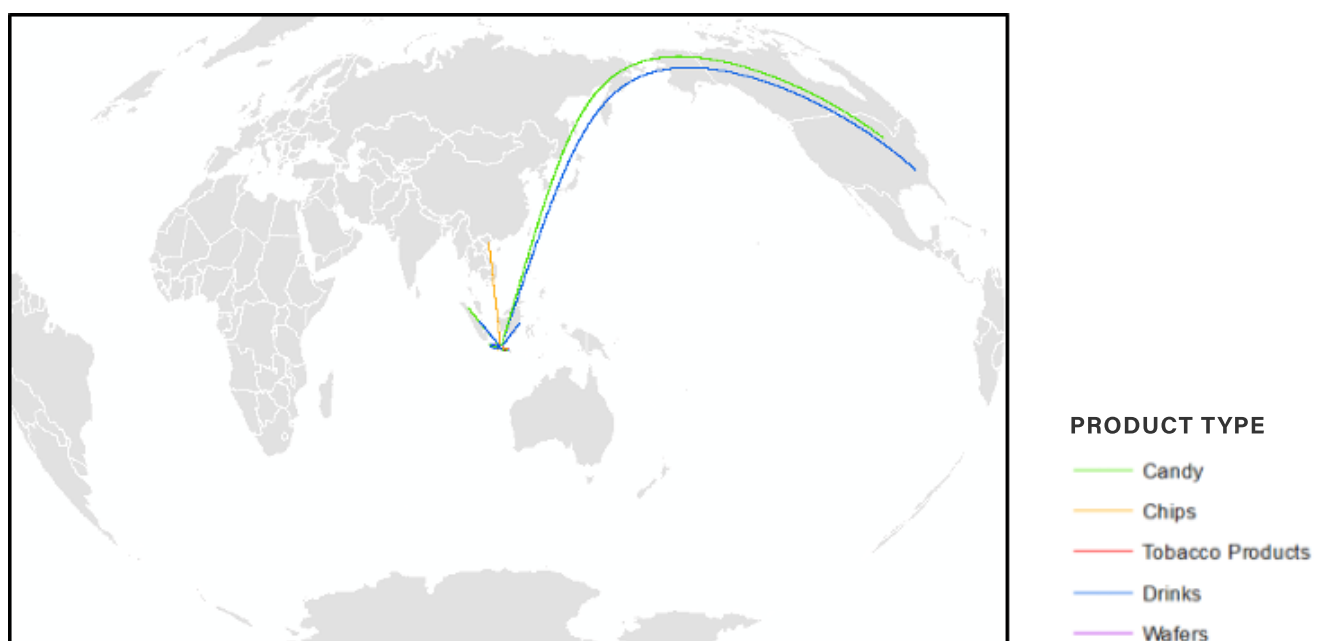 PRODUCT TYPE
Candy
Chips
Tobacco Products
Drinks
Wafers